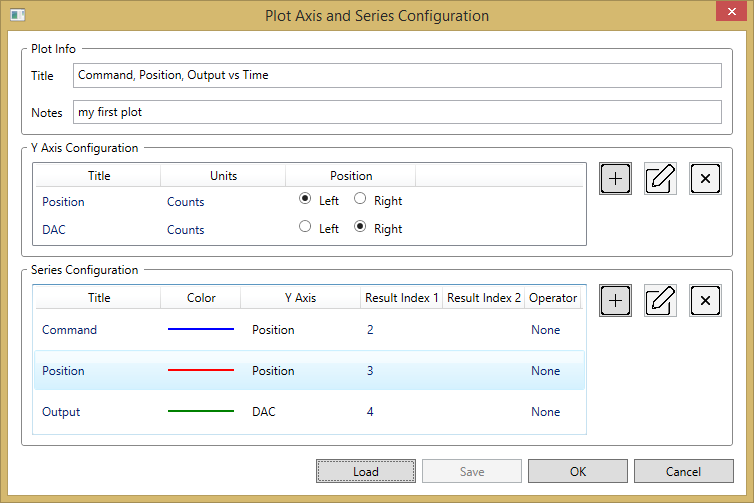 Plot Axis and Series Configuration
Plot Info
Title Command, Position, Output vs Time
Notes my first plot
Y Axis Configuration
Title Units Position
Position Counts Left Right
DAC Counts Left Right
Series Configuration
Title Color Y Axis Result Index 1 Result Index 2 Operator
Command Position 2 None
Position Position 3 None
Output DAC 4 None
Load Save OK Cancel